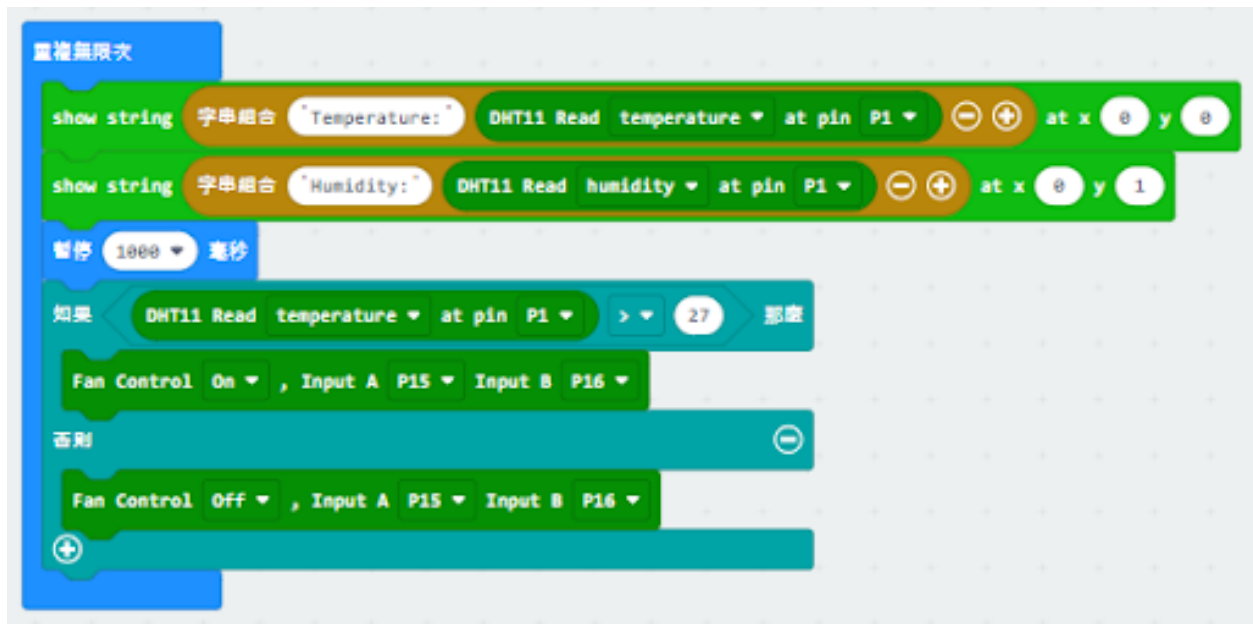 重複無限次
show string 字串組合 "Temperature:" DHT11 Read temperature at pin P1 at x 0 y 0
show string 字串組合 "Humidity:" DHT11 Read humidity at pin P1 at x 0 y 1
暫停 1000 毫秒
如果 DHT11 Read temperature at pin P1 > 27 那麼
Fan Control On , Input A P15 Input B P16
否則
Fan Control Off , Input A P15 Input B P16